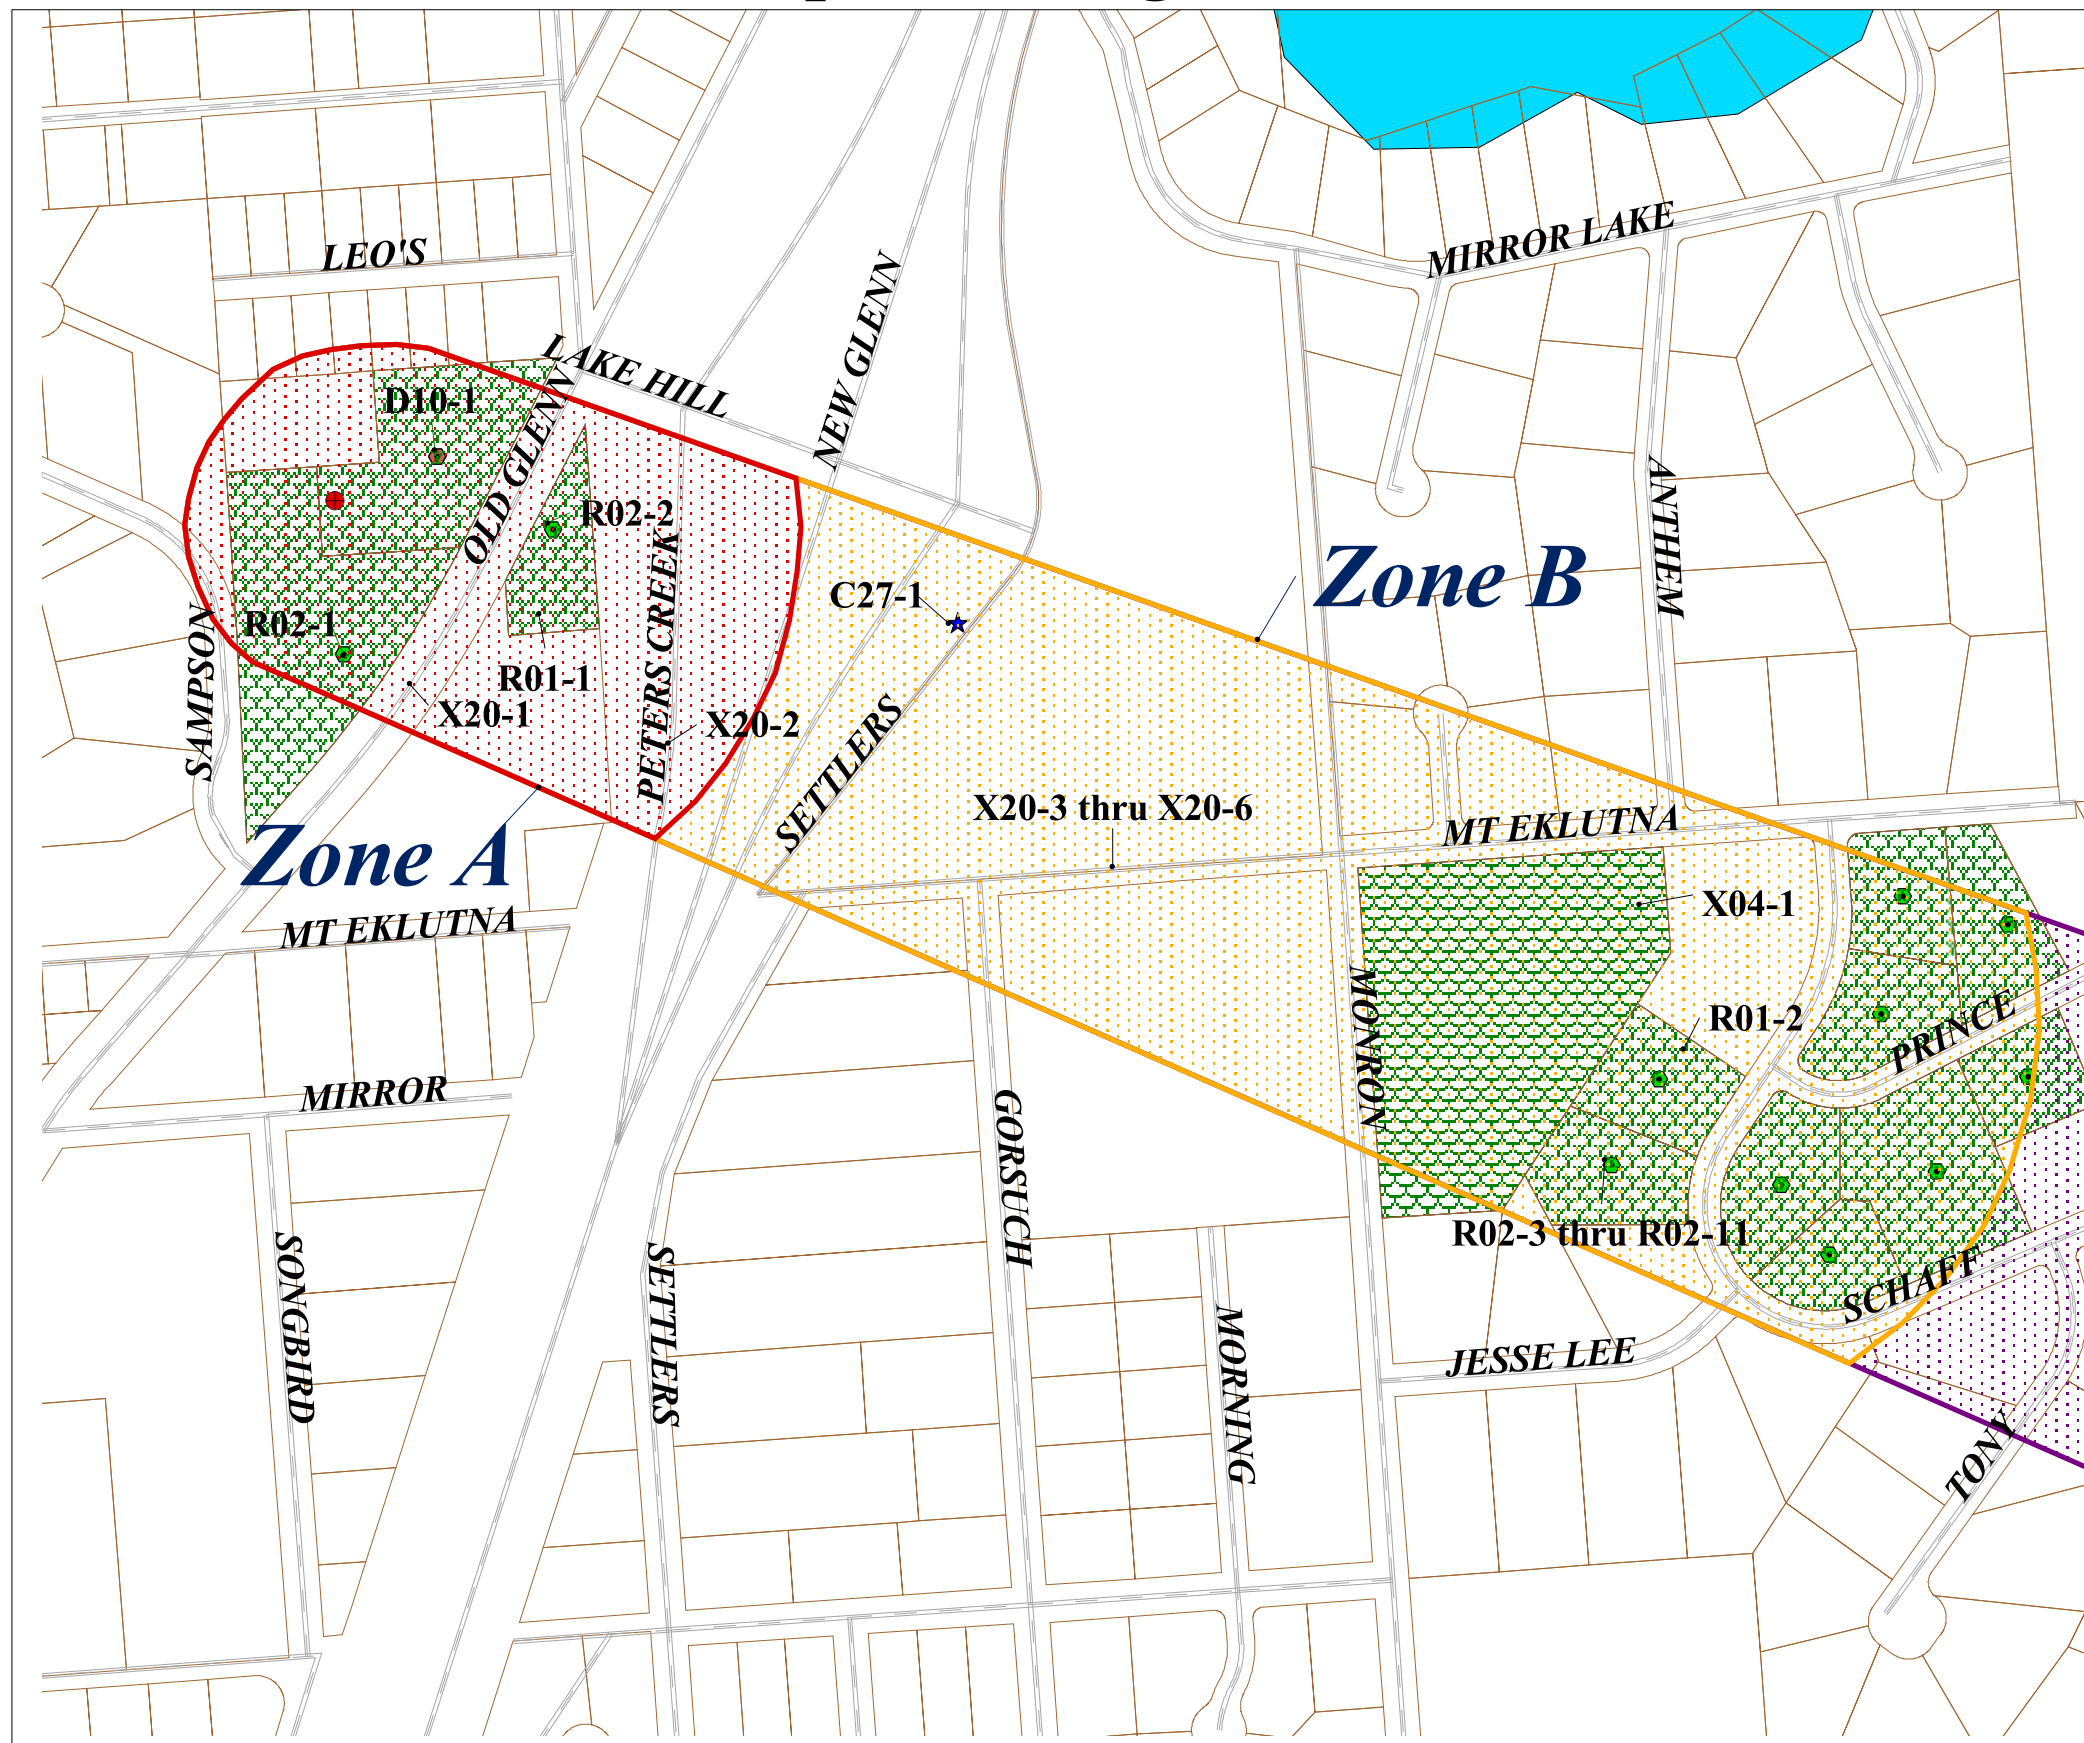 MIRROR LAKE
LEO'S
LAKE HILL
NEW GLENN
D10-1
OLD GLENN
R02-2
ANTHEM
Zone B
C27-1
R02-1
PETERS CREEK
R01-1
SAMPSON
X20-1
X20-2
SETTLERS
X20-3 thru X20-6
MT EKLUTNA
Zone A
X04-1
MT EKLUTNA
R01-2
PRINCE
MONRON
MIRROR
GORSUCH
R02-3 thru R02-11
SONGBIRD
SETTLERS
SCHAFF
MORNING
JESSE LEE
TONY